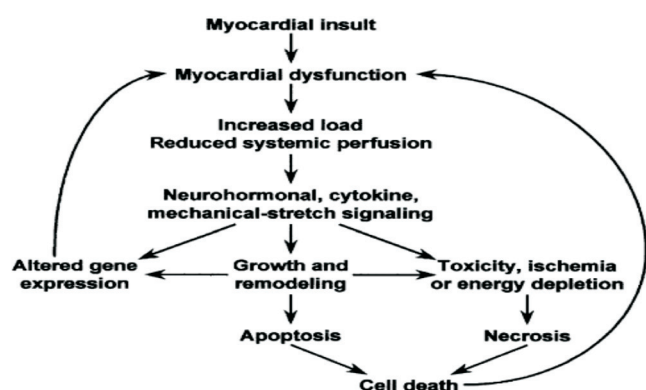 Myocardial insult
Myocardial dysfunction
Increased load
Reduced systemic perfusion
Neurohormonal, cytokine,
mechanical-stretch signaling
Altered gene
expression
Growth and
remodeling
Toxicity, ischemia
or energy depletion
Apoptosis
Necrosis
Cell death